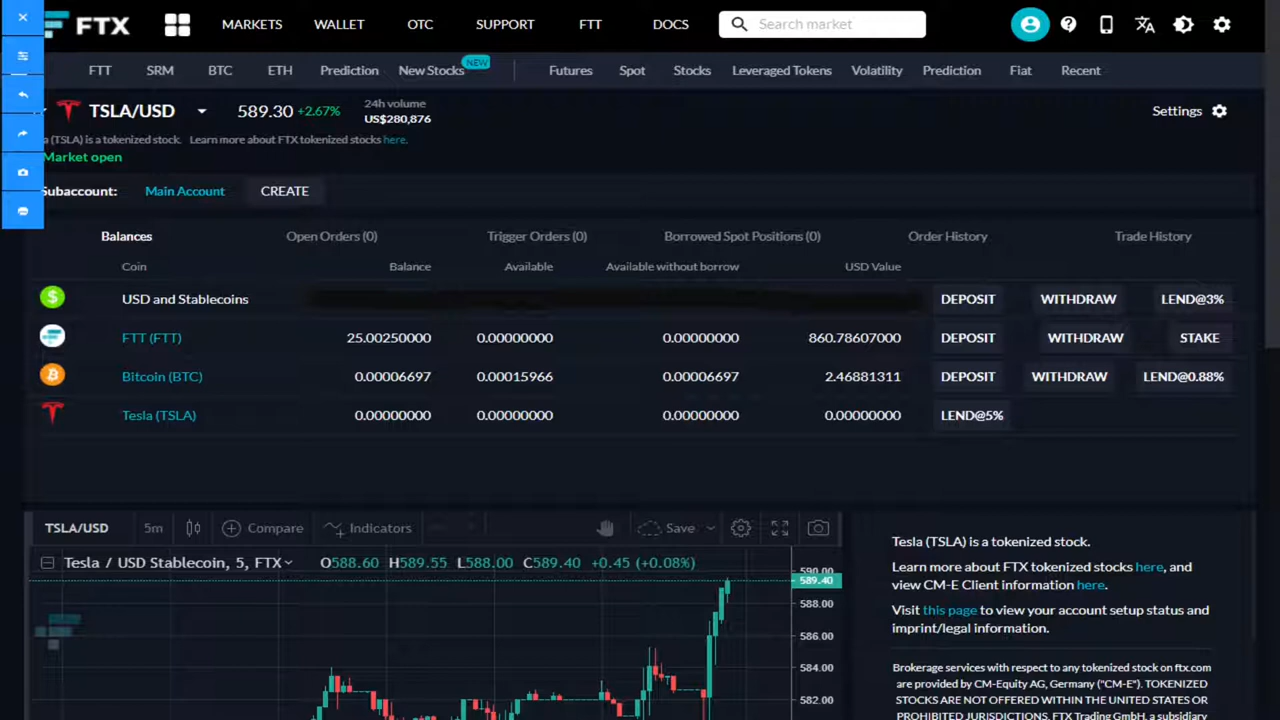 FTX MARKETS WALLET OTC SUPPORT FTT DOCS Search market
FTT SRM BTC ETH Prediction New Stocks NEW Futures Spot Stocks Leveraged Tokens Volatility Prediction Fiat Recent
TSLA/USD 589.30 +2.67% 24h volume
US$280,876
Settings
a (TSLA) is a tokenized stock. Learn more about FTX tokenized stocks here.
Market open
Subaccount: Main Account CREATE
Balances Open Orders (0) Trigger Orders (0) Borrowed Spot Positions (0) Order History Trade History
Coin Balance Available Available without borrow USD Value
USD and Stablecoins DEPOSIT WITHDRAW LEND@3%
FTT (FTT) 25.00250000 0.00000000 0.00000000 860.78607000 DEPOSIT WITHDRAW STAKE
Bitcoin (BTC) 0.00006697 0.00015966 0.00006697 2.46881311 DEPOSIT WITHDRAW LEND@0.88%
Tesla (TSLA) 0.00000000 0.00000000 0.00000000 0.00000000 LEND@5%
TSLA/USD 5m Compare Indicators Save
Tesla / USD Stablecoin, 5, FTX O588.60 H589.55 L588.00 C589.40 +0.45 (+0.08%)
590.00
589.40
588.00
586.00
584.00
582.00
Tesla (TSLA) is a tokenized stock.
Learn more about FTX tokenized stocks here, and
view CM-E Client information here.
Visit this page to view your account setup status and
imprint/legal information.
Brokerage services with respect to any tokenized stock on ftx.com
are provided by CM-Equity AG, Germany ("CM-E"). TOKENIZED
STOCKS ARE NOT OFFERED WITHIN THE UNITED STATES OR
PROHIBITED JURISDICTIONS. FTX Trading GmbH, a subsidiary